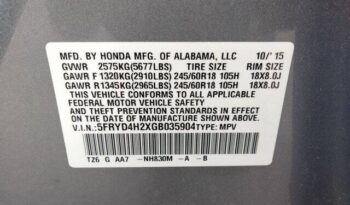 MFD. BY HONDA MFG. OF ALABAMA, LLC 10/'15
GVWR 2575KG(5677LBS) TIRE SIZE RIM SIZE
GAWR F 1320KG(2910LBS) 245/60R18 105H 18X8.0J
GAWR R 1345KG(2965LBS) 245/60R18 105H 18X8.0J
THIS VEHICLE CONFORMS TO ALL APPLICABLE
FEDERAL MOTOR VEHICLE SAFETY
AND THEFT PREVENTION STANDARDS IN EFFECT
ON THE DATE OF MANUFACTURE SHOWN ABOVE.
V.I.N.: 5FRYD4H2XGB035904 TYPE: MPV
TZ6 G AA7 -NH830M -A -B